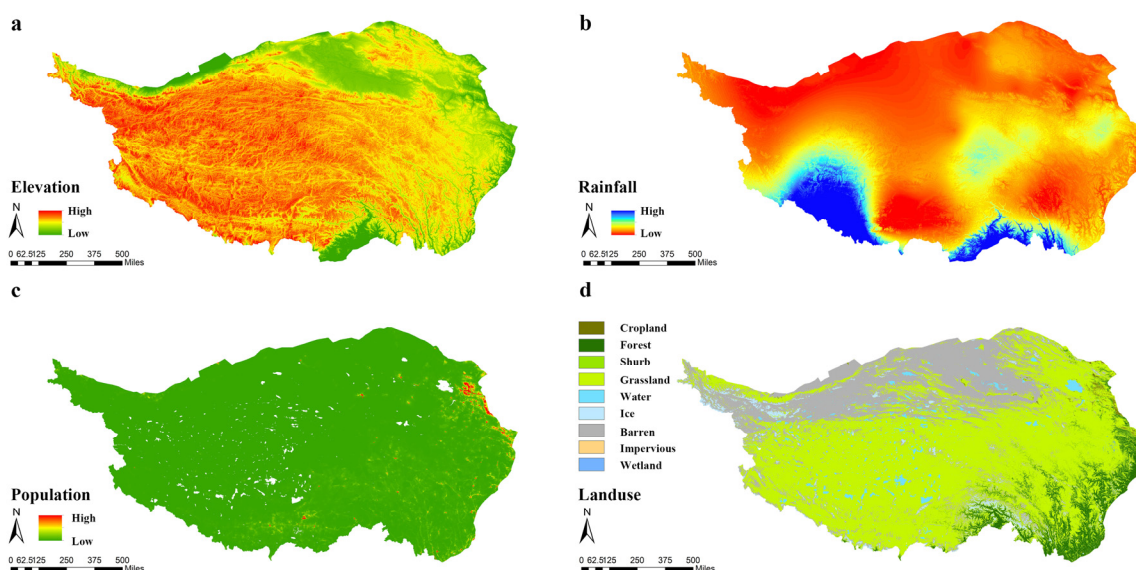 a
Elevation
N
High
Low
0 62.5125 250 375 500
Miles
b
Rainfall
N
High
Low
0 62.5125 250 375 500
Miles
c
Population
N
High
Low
0 62.5125 250 375 500
Miles
d
Cropland
Forest
Shurb
Grassland
Water
Ice
Barren
Impervious
Wetland
Landuse
N
0 62.5125 250 375 500
Miles